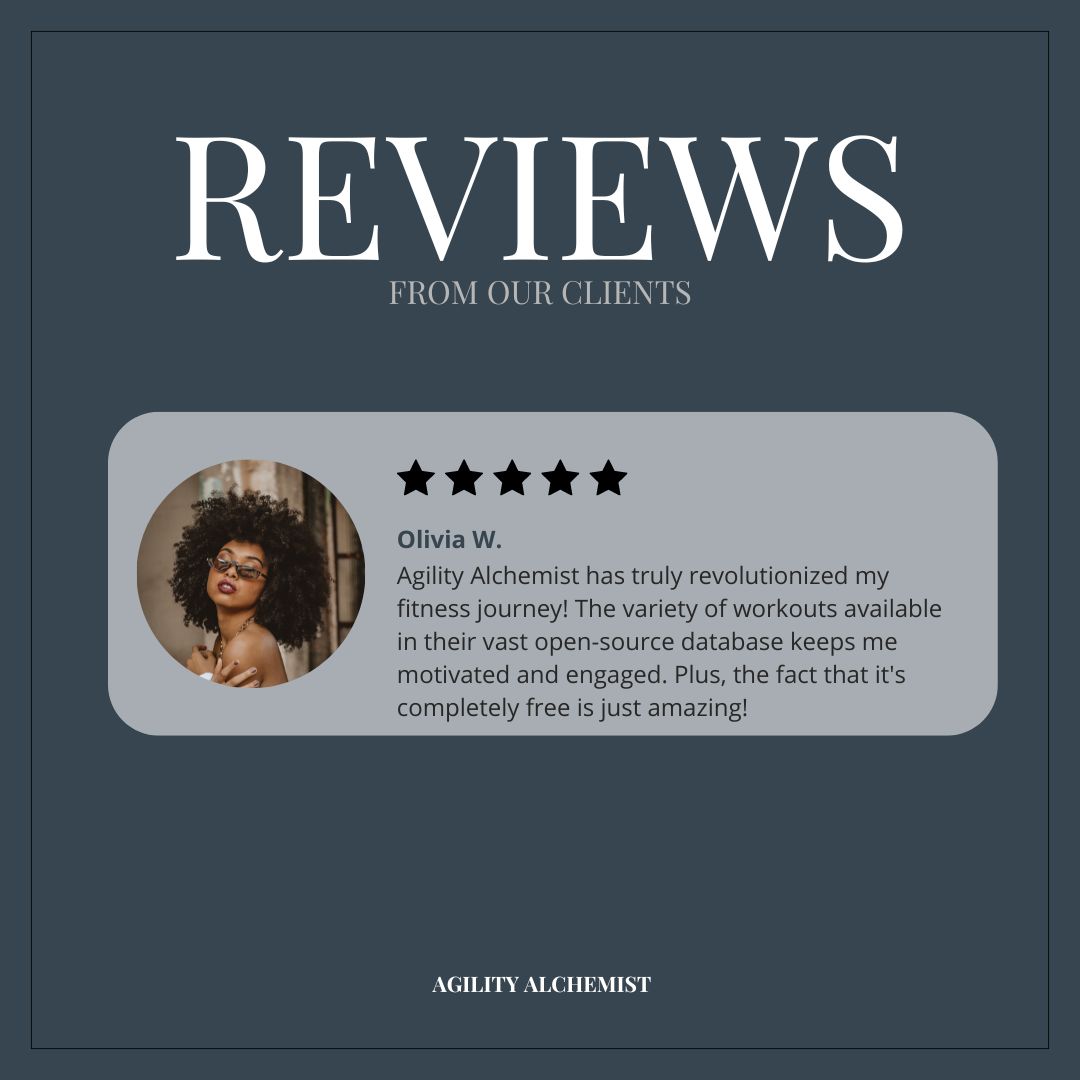 REVIEWS
FROM OUR CLIENTS
Olivia W.
Agility Alchemist has truly revolutionized my
fitness journey! The variety of workouts available
in their vast open-source database keeps me
motivated and engaged. Plus, the fact that it's
completely free is just amazing!
AGILITY ALCHEMIST